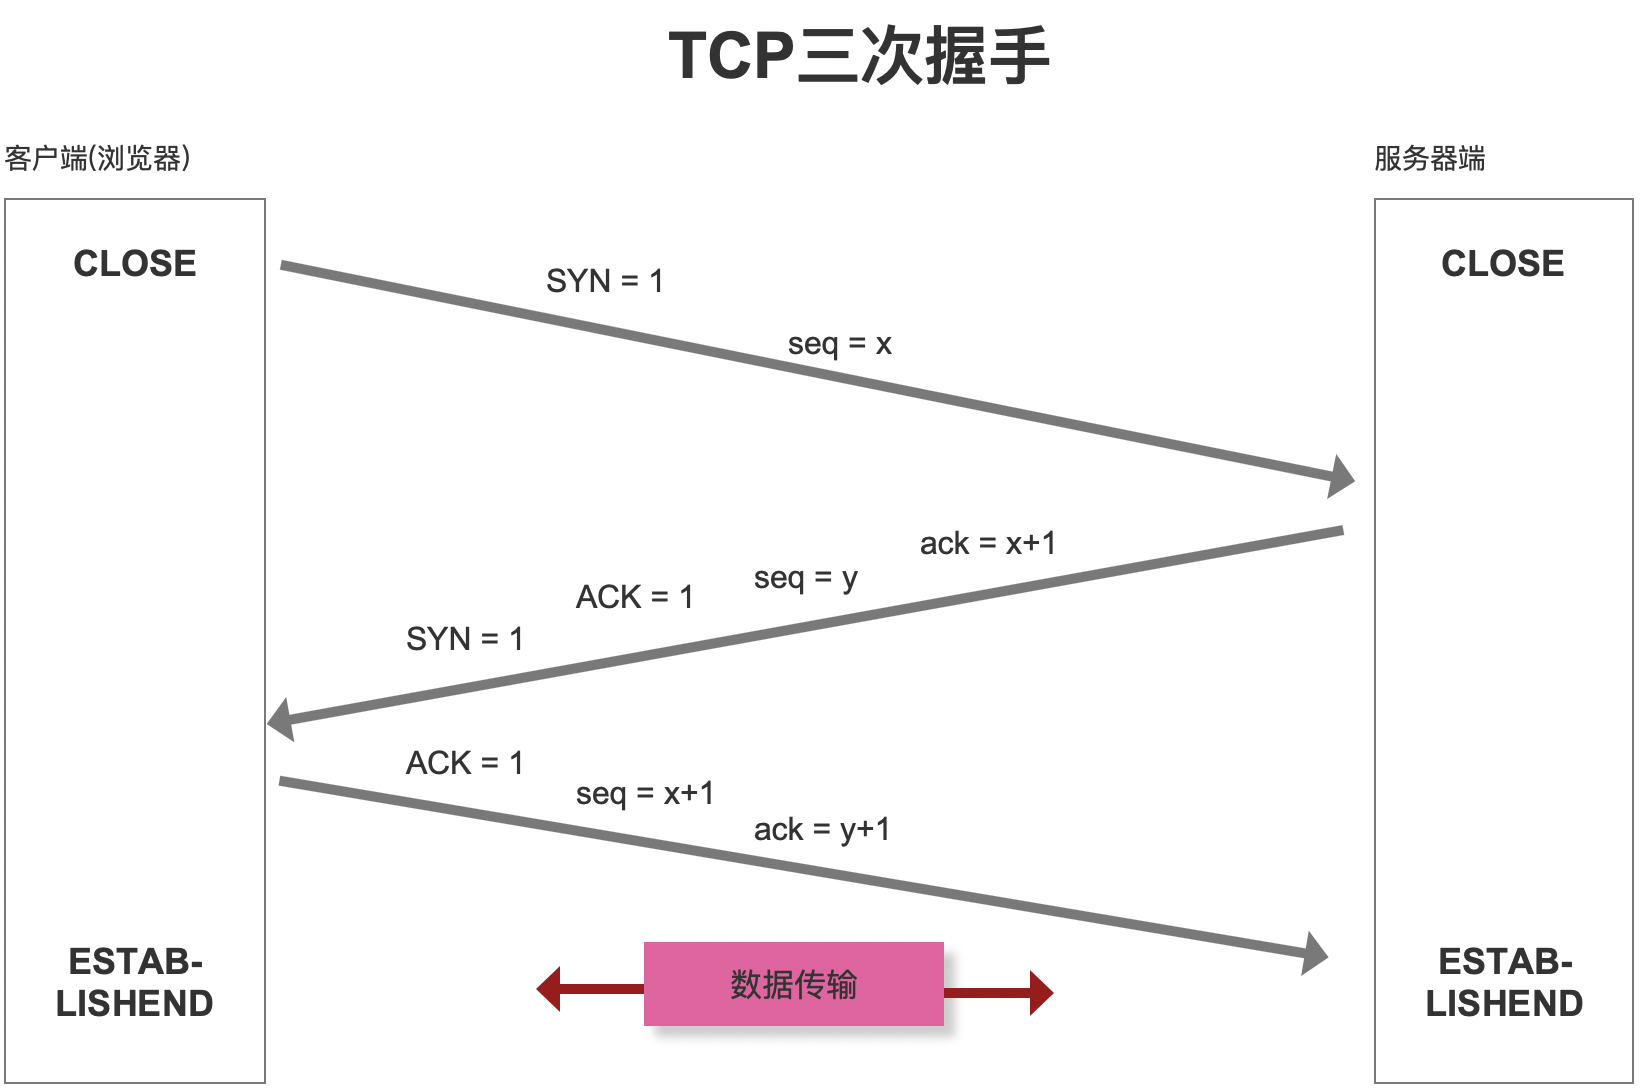 TCP三次握手
客户端(浏览器)
服务器端
CLOSE
CLOSE
SYN = 1
seq = x
ack = x+1
seq = y
ACK = 1
SYN = 1
ACK = 1
seq = x+1
ack = y+1
ESTAB-
LISHEND
数据传输
ESTAB-
LISHEND